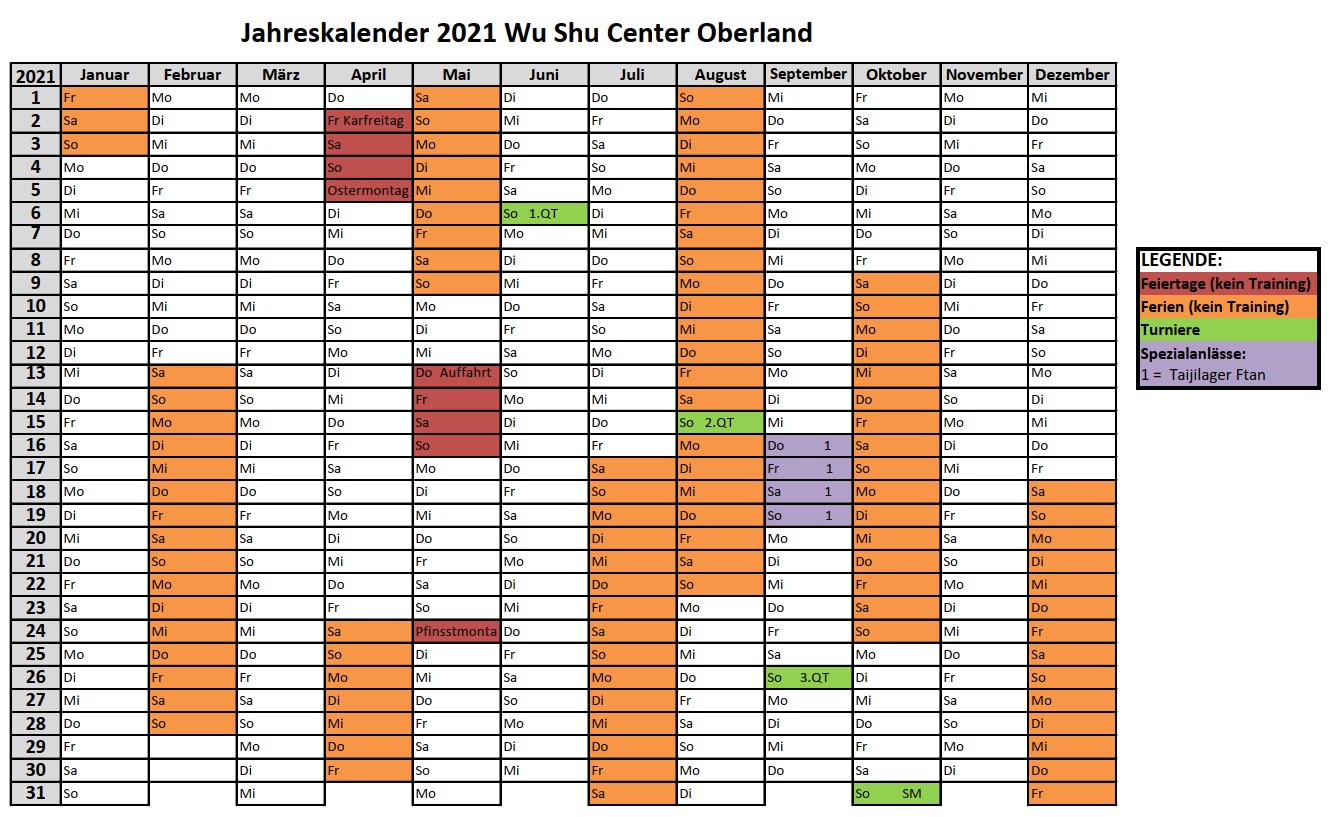 Jahreskalender 2021 Wu Shu Center Oberland
2021 Januar Februar März April Mai Juni Juli August September Oktober November Dezember
1 Fr Mo Mo Do Sa Di Do So Mi Fr Mo Mi
2 Sa Di Di Fr Karfreitag So Mi Fr Mo Do Sa Di Do
3 So Mi Mi Sa Mo Do Sa Di Fr So Mi Fr
4 Mo Do Do So Di Fr So Mi Sa Mo Do Sa
5 Di Fr Fr Ostermontag Mi Sa Mo Do So Di Fr So
6 Mi Sa Sa Di Do So 1.QT Di Fr Mo Mi Sa Mo
7 Do So So Mi Fr Mo Mi Sa Di Do So Di
8 Fr Mo Mo Do Sa Di Do So Mi Fr Mo Mi
9 Sa Di Di Fr So Mi Fr Mo Do Sa Di Do
10 So Mi Mi Sa Mo Do Sa Di Fr So Mi Fr
11 Mo Do Do So Di Fr So Mi Sa Mo Do Sa
12 Di Fr Fr Mo Mi Sa Mo Do So Di Fr So
13 Mi Sa Sa Di Do Auffahrt So Di Fr Mo Mi Sa Mo
14 Do So So Mi Fr Mo Mi Sa Di Do So Di
15 Fr Mo Mo Do Sa Di Do So 2.QT Mi Fr Mo Mi
16 Sa Di Di Fr So Mi Fr Mo Do 1 Sa Di Do
17 So Mi Mi Sa Mo Do Sa Di Fr 1 So Mi Fr
18 Mo Do Do So Di Fr So Mi Sa 1 Mo Do Sa
19 Di Fr Fr Mo Mi Sa Mo Do So 1 Di Fr So
20 Mi Sa Sa Di Do So Di Fr Mo Mi Sa Mo
21 Do So So Mi Fr Mo Mi Sa Di Do So Di
22 Fr Mo Mo Do Sa Di Do So Mi Fr Mo Mi
23 Sa Di Di Fr So Mi Fr Mo Do Sa Di Do
24 So Mi Mi Sa Pfinsstmonta Do Sa Di Fr So Mi Fr
25 Mo Do Do So Di Fr So Mi Sa Mo Do Sa
26 Di Fr Fr Mo Mi Sa Mo Do So 3.QT Di Fr So
27 Mi Sa Sa Di Do So Di Fr Mo Mi Sa Mo
28 Do So So Mi Fr Mo Mi Sa Di Do So Di
29 Fr Mo Do Sa Di Do So Mi Fr Mo Mi
30 Sa Di Fr So Mi Fr Mo Do Sa Di Do
31 So Mi Mo Sa Di So SM Fr
LEGENDE:
Feiertage (kein Training)
Ferien (kein Training)
Turniere
Spezialanlässe:
1 = Taijilager Ftan